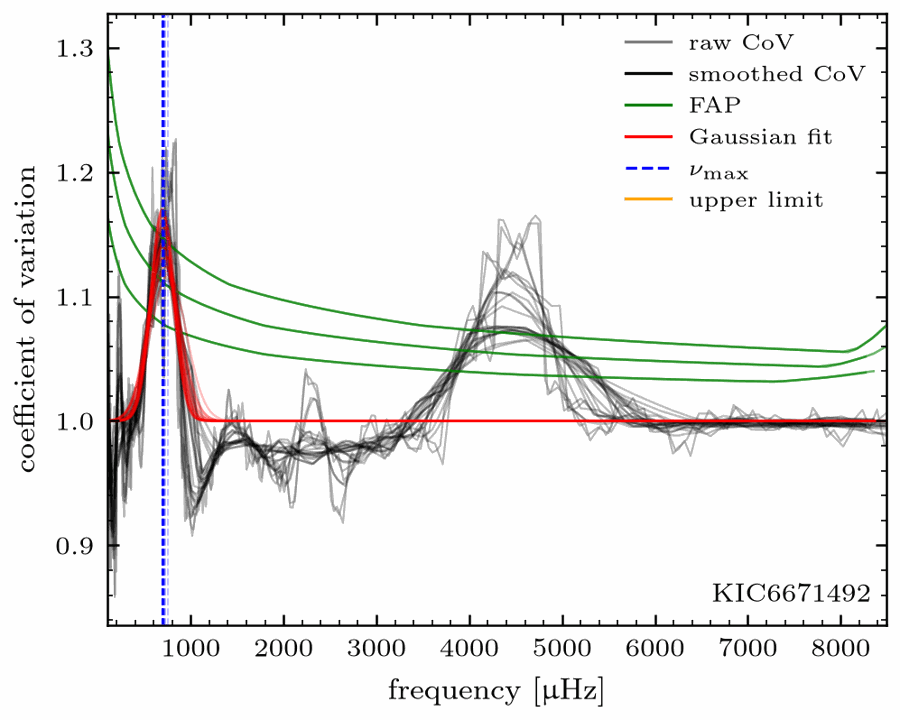 1.3
1.2
1.1
1.0
0.9
coefficient of variation
raw CoV
smoothed CoV
FAP
Gaussian fit
νmax
upper limit
KIC6671492
1000 2000 3000 4000 5000 6000 7000 8000
frequency [μHz]